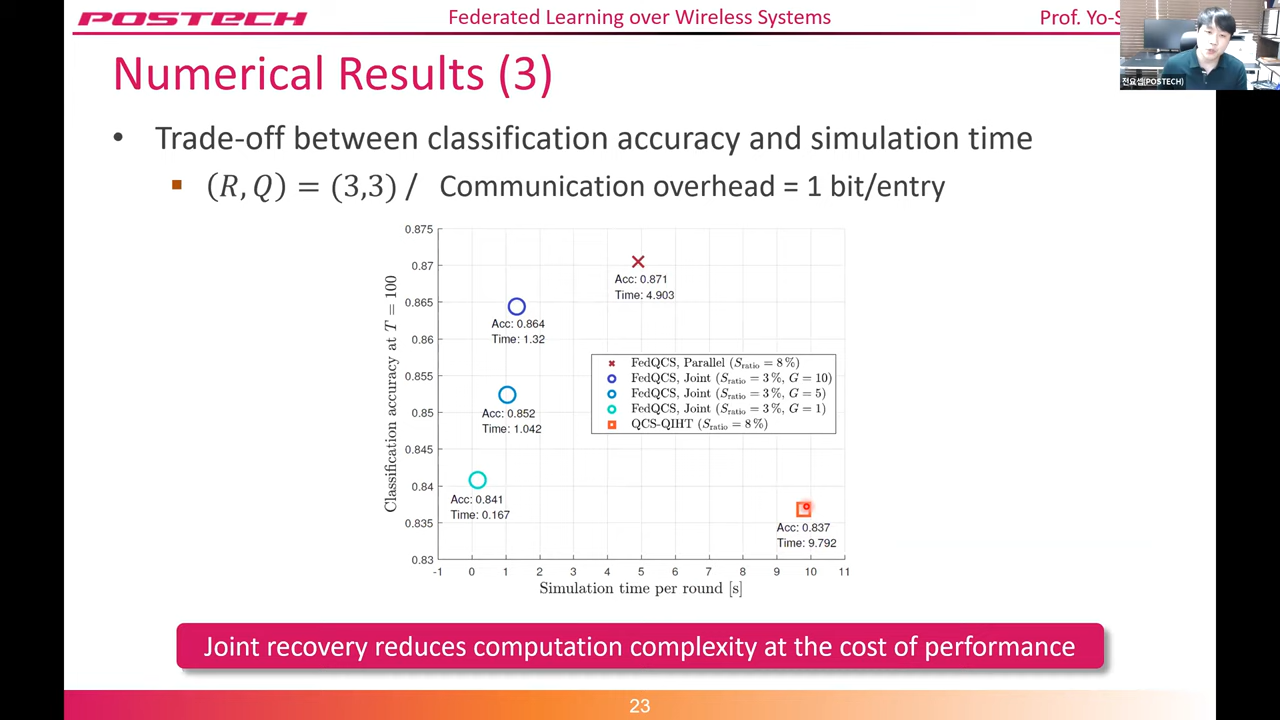 POSTECH
Federated Learning over Wireless Systems
Prof. Yo-S
전요셉(POSTECH)
Numerical Results (3)
• Trade-off between classification accuracy and simulation time
▪ (R, Q) = (3,3) / Communication overhead = 1 bit/entry
Classification accuracy at T = 100
0.875
0.87
0.865
0.86
0.855
0.85
0.845
0.84
0.835
0.83
Acc: 0.871
Time: 4.903
Acc: 0.864
Time: 1.32
Acc: 0.852
Time: 1.042
Acc: 0.841
Time: 0.167
Acc: 0.837
Time: 9.792
FedQCS, Parallel (S_ratio = 8 %)
FedQCS, Joint (S_ratio = 3 %, G = 10)
FedQCS, Joint (S_ratio = 3 %, G = 5)
FedQCS, Joint (S_ratio = 3 %, G = 1)
QCS-QIHT (S_ratio = 8 %)
-1 0 1 2 3 4 5 6 7 8 9 10 11
Simulation time per round [s]
Joint recovery reduces computation complexity at the cost of performance
23